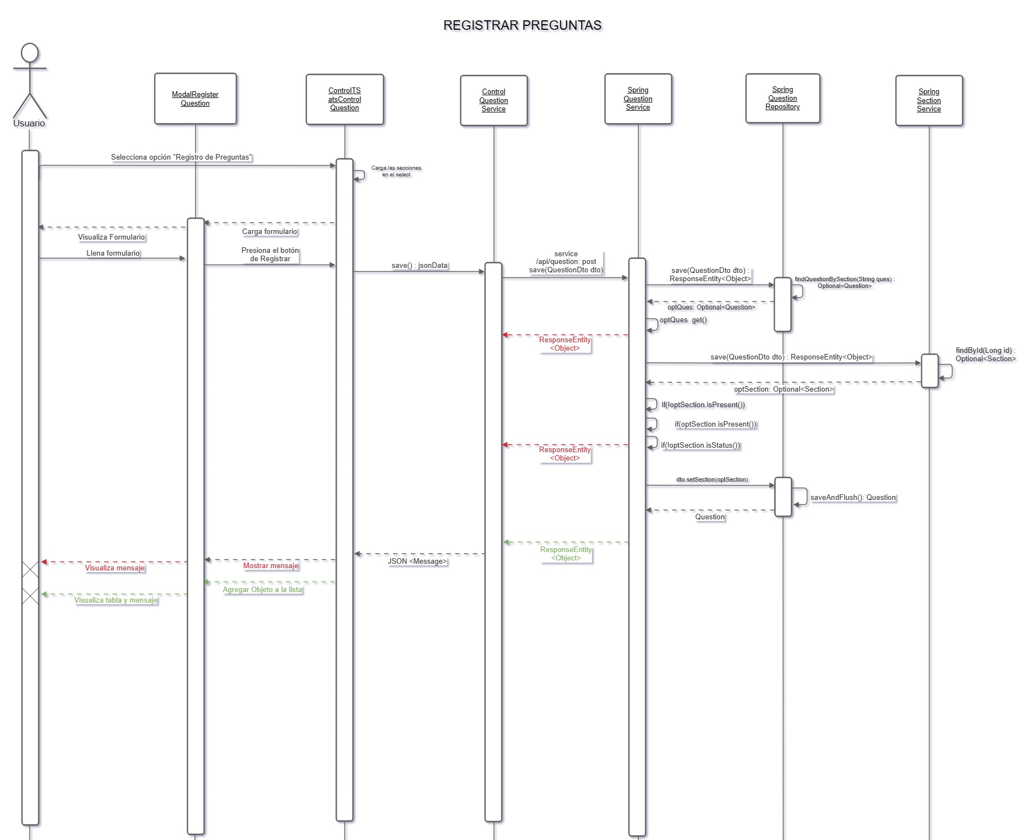 REGISTRAR PREGUNTAS
Usuario
ModalRegister
Question
ControlTS
atsControl
Question
Control
Question
Service
Spring
Question
Service
Spring
Question
Repository
Spring
Section
Service
Selecciona opción "Registro de Preguntas"
Carga las secciones
en el select
Carga formulario
Visualiza Formulario
Llena formulario
Presiona el botón
de Registrar
save() : jsonData
service
/api/question: post
save(QuestionDto dto)
save(QuestionDto dto) :
ResponseEntity<Object>
findQuestionBySection(String ques) :
Optional<Question>
optQues: Optional<Question>
optQues .get()
ResponseEntity
<Object>
save(QuestionDto dto) : ResponseEntity<Object>
findById(Long id) :
Optional<Section>
optSection: Optional<Section>
if(!optSection.isPresent())
if(optSection.isPresent())
if(!optSection.isStatus())
ResponseEntity
<Object>
dto.setSection(optSection)
saveAndFlush(): Question
Question
ResponseEntity
<Object>
JSON <Message>
Mostrar mensaje
Visualiza mensaje
Agregar Objeto a la lista
Visualiza tabla y mensaje